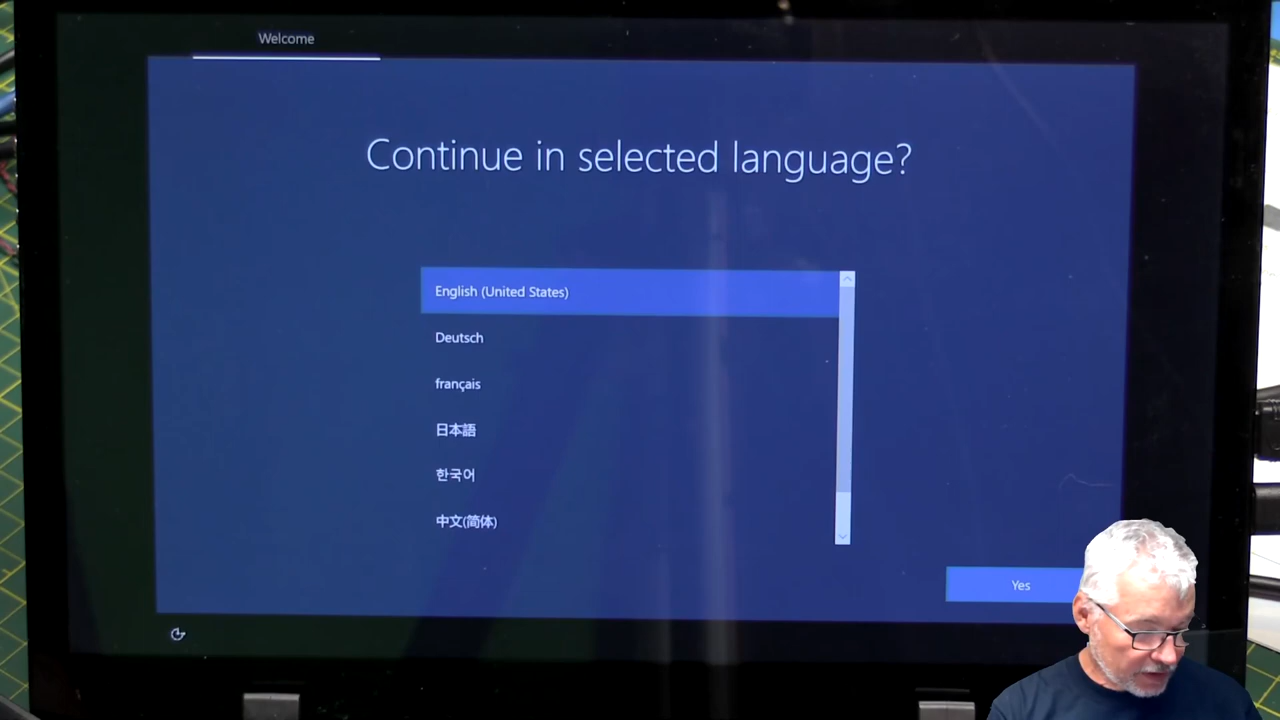 Welcome
Continue in selected language?
English (United States)
Deutsch
français
日本語
한국어
中文(简体)
Yes